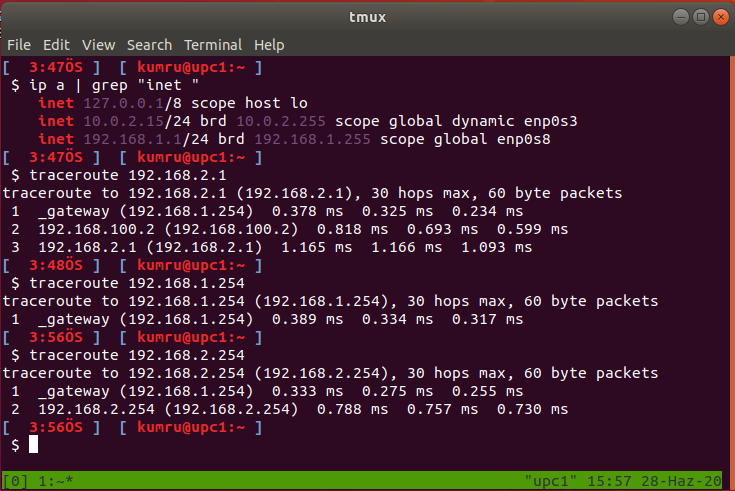 tmux
File Edit View Search Terminal Help
[ 3:47ÖS ] [ kumru@upc1:~ ]
$ ip a | grep "inet "
inet 127.0.0.1/8 scope host lo
inet 10.0.2.15/24 brd 10.0.2.255 scope global dynamic enp0s3
inet 192.168.1.1/24 brd 192.168.1.255 scope global enp0s8
[ 3:47ÖS ] [ kumru@upc1:~ ]
$ traceroute 192.168.2.1
traceroute to 192.168.2.1 (192.168.2.1), 30 hops max, 60 byte packets
1 _gateway (192.168.1.254) 0.378 ms 0.325 ms 0.234 ms
2 192.168.100.2 (192.168.100.2) 0.818 ms 0.693 ms 0.599 ms
3 192.168.2.1 (192.168.2.1) 1.165 ms 1.166 ms 1.093 ms
[ 3:48ÖS ] [ kumru@upc1:~ ]
$ traceroute 192.168.1.254
traceroute to 192.168.1.254 (192.168.1.254), 30 hops max, 60 byte packets
1 _gateway (192.168.1.254) 0.389 ms 0.334 ms 0.317 ms
[ 3:56ÖS ] [ kumru@upc1:~ ]
$ traceroute 192.168.2.254
traceroute to 192.168.2.254 (192.168.2.254), 30 hops max, 60 byte packets
1 _gateway (192.168.1.254) 0.333 ms 0.275 ms 0.255 ms
2 192.168.2.254 (192.168.2.254) 0.788 ms 0.757 ms 0.730 ms
[ 3:56ÖS ] [ kumru@upc1:~ ]
$
[0] 1:~* "upc1" 15:57 28-Haz-20